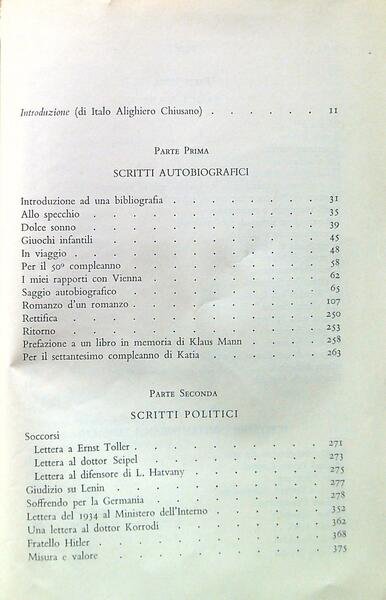 Introduzione (di Italo Alighiero Chiusano) . . . . . . 11
Parte Prima
SCRITTI AUTOBIOGRAFICI
Introduzione ad una bibliografia . . . . . . . . 31
Allo specchio . . . . . . . . . . . 35
Dolce sonno . . . . . . . . . . . 39
Giuochi infantili . . . . . . . . . . 45
In viaggio . . . . . . . . . . . . 48
Per il 50º compleanno . . . . . . . . . 58
I miei rapporti con Vienna . . . . . . . . . 62
Saggio autobiografico . . . . . . . . . . 65
Romanzo d'un romanzo . . . . . . . . . . 107
Rettifica . . . . . . . . . . . . 250
Ritorno . . . . . . . . . . . . 253
Prefazione a un libro in memoria di Klaus Mann . . . . 258
Per il settantesimo compleanno di Katia . . . . . 263
Parte Seconda
SCRITTI POLITICI
Soccorsi
Lettera a Ernst Toller . . . . . . . . . 271
Lettera al dottor Seipel . . . . . . . . . 273
Lettera al difensore di L. Hatvany . . . . . . . 275
Giudizio su Lenin . . . . . . . . . . 277
Soffrendo per la Germania . . . . . . . . . 278
Lettera del 1934 al Ministero dell'Interno . . . . . . 352
Una lettera al dottor Korrodi . . . . . . . . 362
Fratello Hitler . . . . . . . . . . . 368
Misura e valore . . . . . . . . . . 375